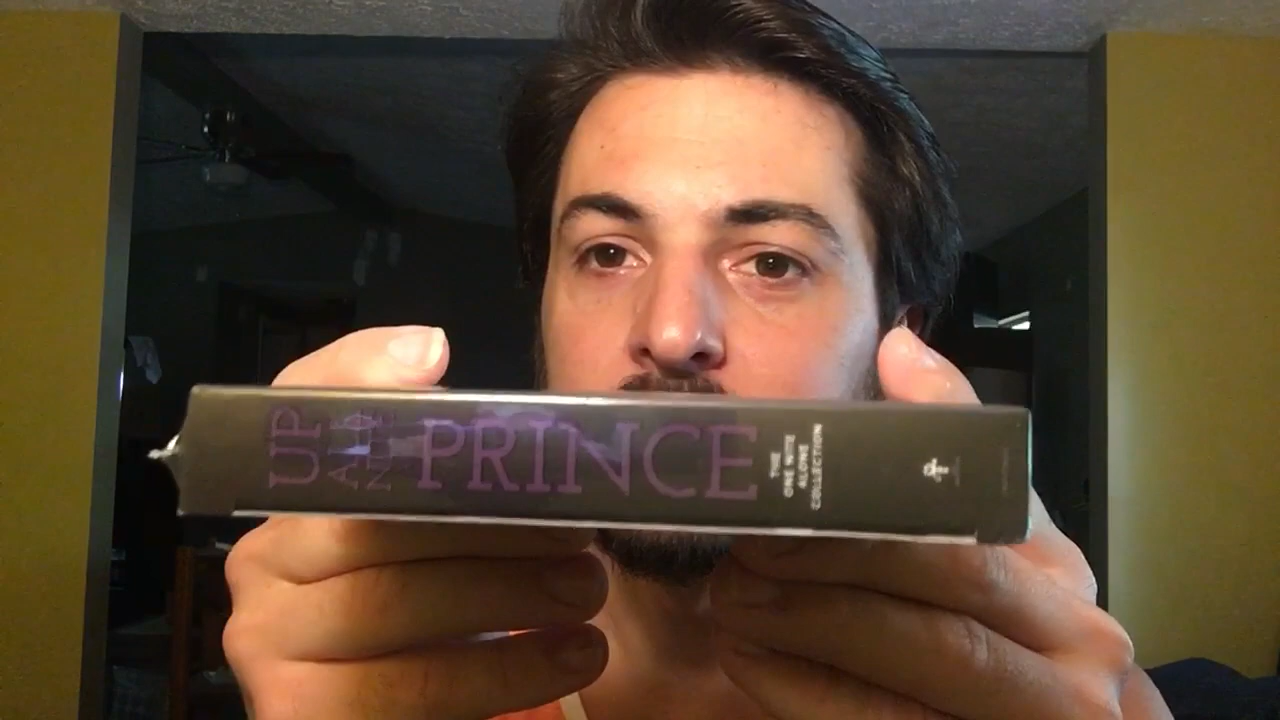 UP
ALL
NITE
PRINCE
THE
ONE NITE
ALONE
COLLECTION